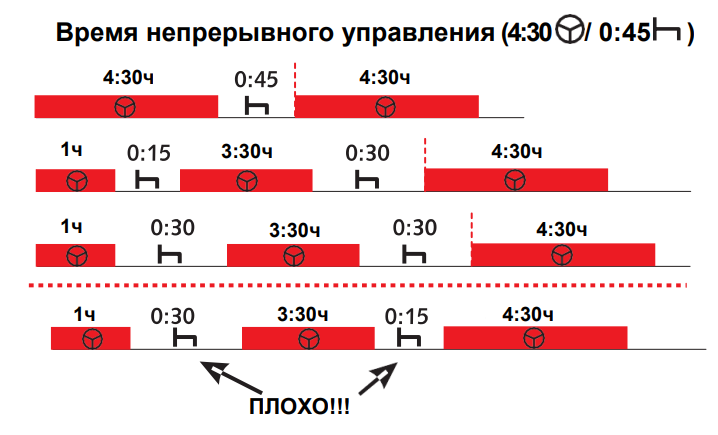 Время непрерывного управления (4:30 / 0:45 )
4:30ч 0:45 4:30ч
1ч 0:15 3:30ч 0:30 4:30ч
1ч 0:30 3:30ч 0:30 4:30ч
1ч 0:30 3:30ч 0:15 4:30ч
ПЛОХО!!!